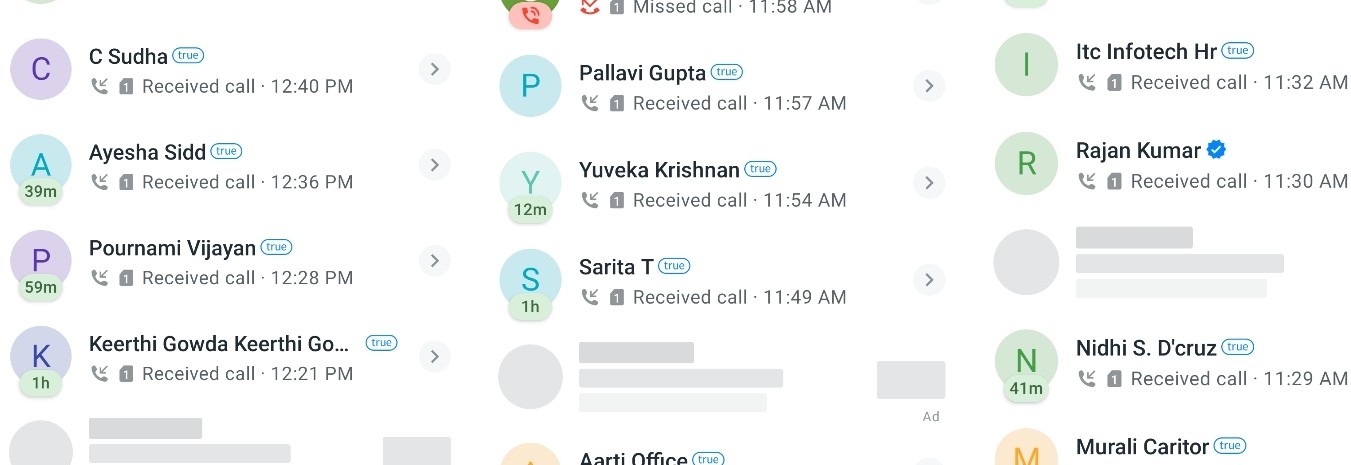 C
C Sudha true
1 Received call · 12:40 PM
A
39m
Ayesha Sidd true
1 Received call · 12:36 PM
P
59m
Pournami Vijayan true
1 Received call · 12:28 PM
K
1h
Keerthi Gowda Keerthi Go... true
1 Received call · 12:21 PM
1 Missed call · 11:58 AM
P
Pallavi Gupta true
1 Received call · 11:57 AM
Y
12m
Yuveka Krishnan true
1 Received call · 11:54 AM
S
1h
Sarita T true
1 Received call · 11:49 AM
Ad
Aarti Office true
I
Itc Infotech Hr true
1 Received call · 11:32 AM
R
Rajan Kumar
1 Received call · 11:30 AM
N
41m
Nidhi S. D'cruz true
1 Received call · 11:29 AM
M
Murali Caritor true